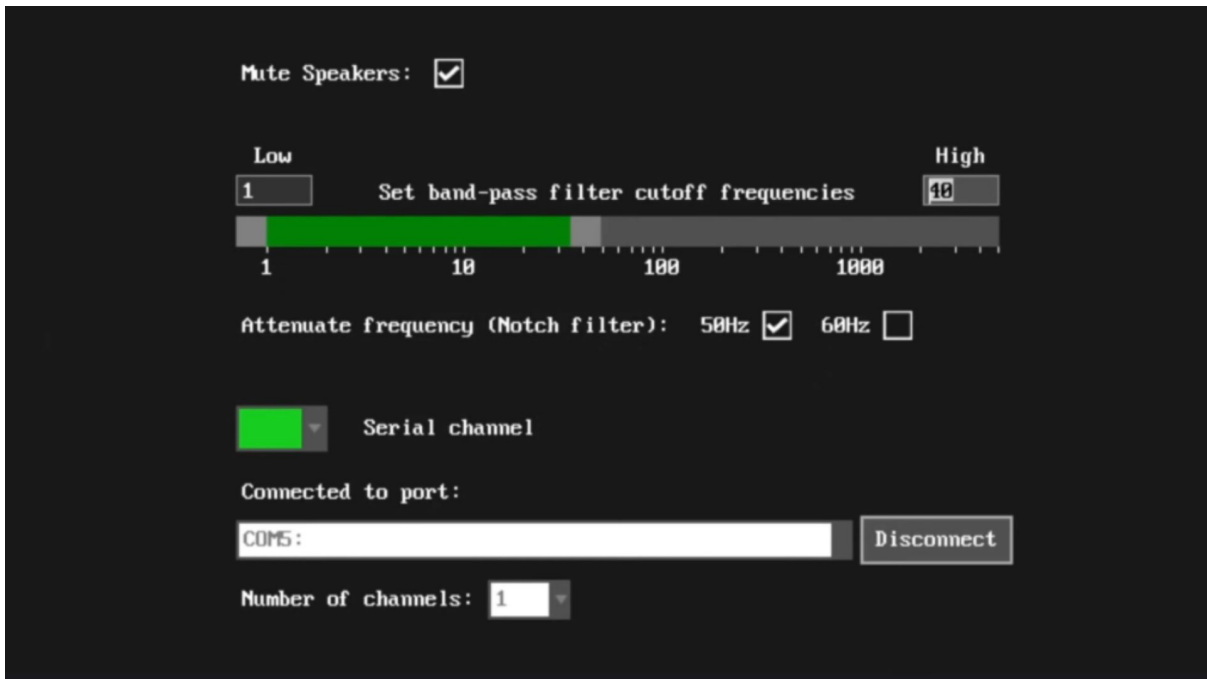 Mute Speakers:
Low High
1 Set band-pass filter cutoff frequencies 40
1 10 100 1000
Attenuate frequency (Notch filter): 50Hz 60Hz
Serial channel
Connected to port:
COM5: Disconnect
Number of channels: 1